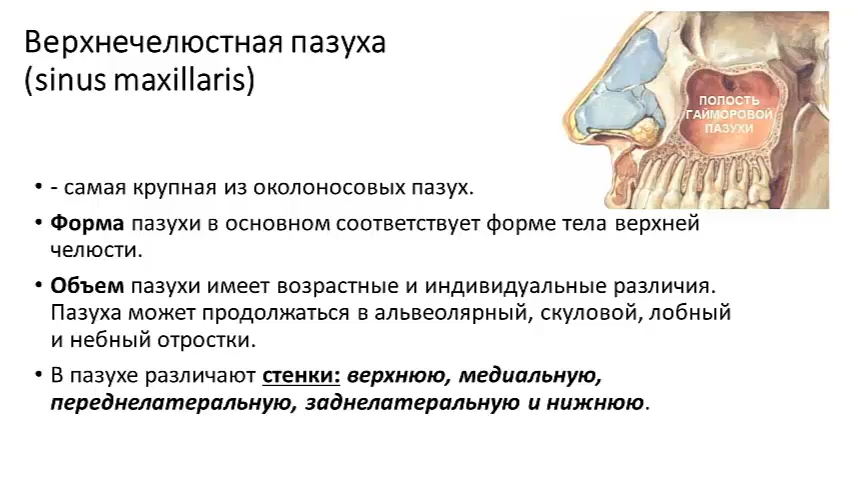 Верхнечелюстная пазуха
(sinus maxillaris)
ПОЛОСТЬ
ГАЙМОРОВОЙ
ПАЗУХИ
• - самая крупная из околоносовых пазух.
• Форма пазухи в основном соответствует форме тела верхней
челюсти.
• Объем пазухи имеет возрастные и индивидуальные различия.
Пазуха может продолжаться в альвеолярный, скуловой, лобный
и небный отростки.
• В пазухе различают стенки: верхнюю, медиальную,
переднелатеральную, заднелатеральную и нижнюю.